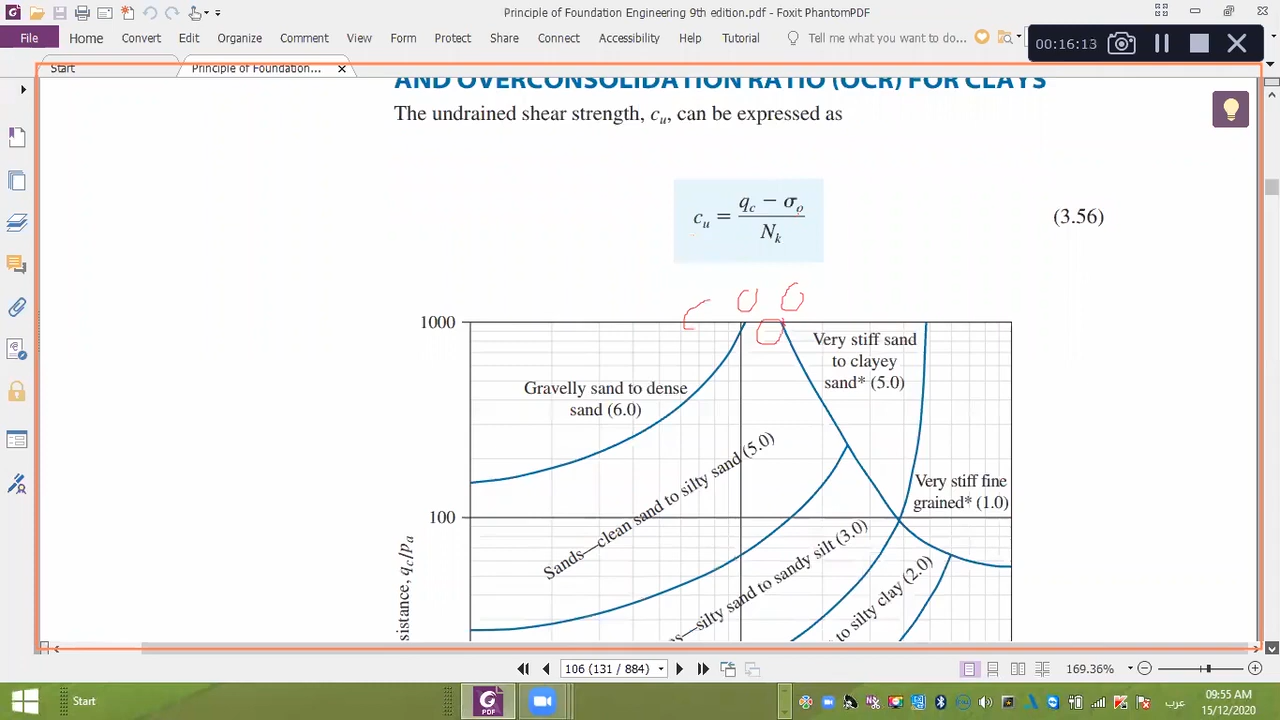 Principle of Foundation Engineering 9th edition.pdf - Foxit PhantomPDF
File Home Convert Edit Organize Comment View Form Protect Share Connect Accessibility Help Tutorial Tell me what you want to do...
00:16:13
Start Principle of Foundation...
AND OVERCONSOLIDATION RATIO (OCR) FOR CLAYS
The undrained shear strength, cu, can be expressed as
cu = (qc − σo) / Nk (3.56)
1000
Very stiff sand
to clayey
sand* (5.0)
Gravelly sand to dense
sand (6.0)
Sands—clean sand to silty sand (5.0)
Very stiff fine
grained* (1.0)
100
silty sand to sandy silt (3.0)
to silty clay (2.0)
sistance, qc/pa
106 (131 / 884)
169.36%
Start
PDF
عرب
09:55 AM
15/12/2020